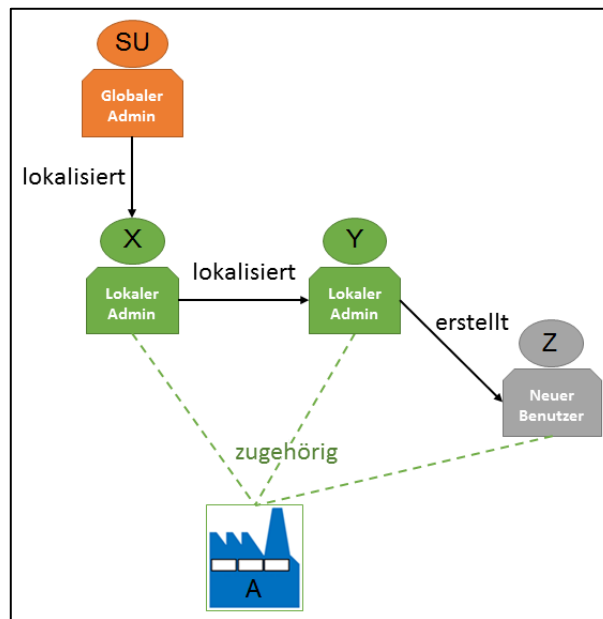 SU
Globaler
Admin
lokalisiert
X
Lokaler
Admin
lokalisiert
Y
Lokaler
Admin
erstellt
Z
Neuer
Benutzer
zugehörig
A